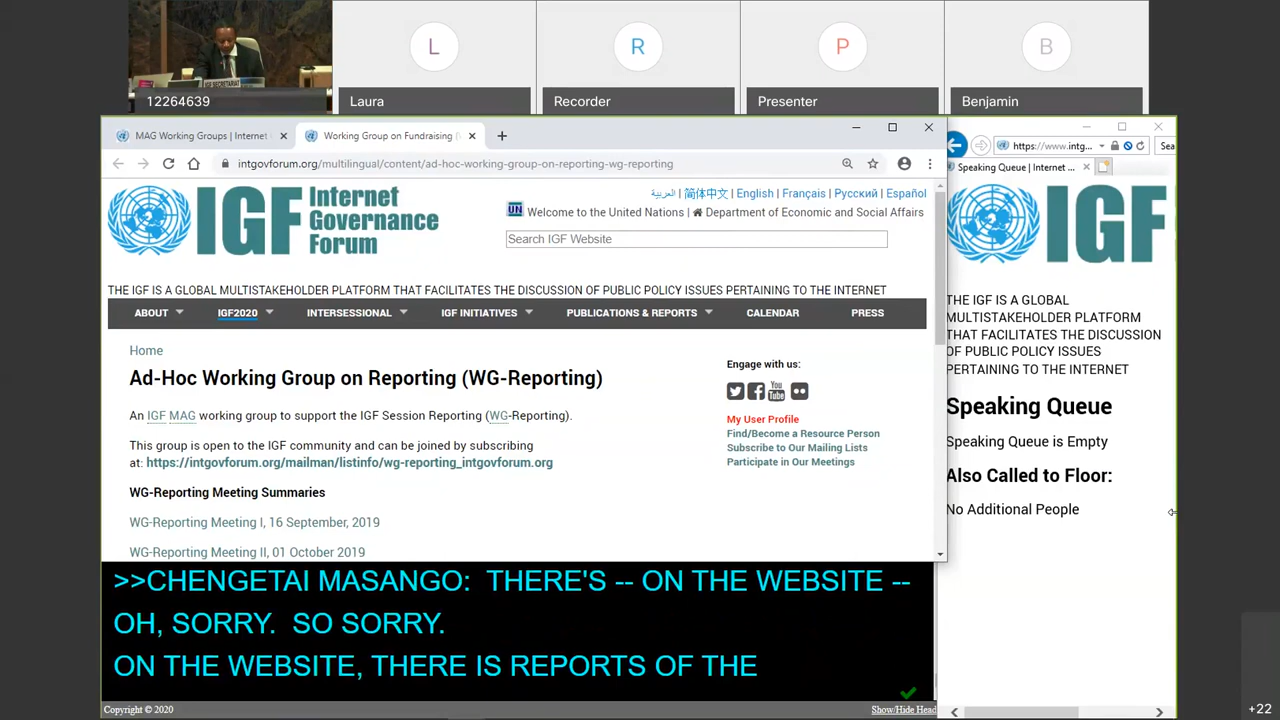 12264639
L
Laura
R
Recorder
P
Presenter
B
Benjamin
MAG Working Groups | Internet
Working Group on Fundraising
intgovforum.org/multilingual/content/ad-hoc-working-group-on-reporting-wg-reporting
IGF Internet
Governance
Forum
العربية | 简体中文 | English | Français | Русский | Español
UN Welcome to the United Nations | Department of Economic and Social Affairs
Search IGF Website
THE IGF IS A GLOBAL MULTISTAKEHOLDER PLATFORM THAT FACILITATES THE DISCUSSION OF PUBLIC POLICY ISSUES PERTAINING TO THE INTERNET
ABOUT IGF2020 INTERSESSIONAL IGF INITIATIVES PUBLICATIONS & REPORTS CALENDAR PRESS
Home
Ad-Hoc Working Group on Reporting (WG-Reporting)
An IGF MAG working group to support the IGF Session Reporting (WG-Reporting).
This group is open to the IGF community and can be joined by subscribing
at: https://intgovforum.org/mailman/listinfo/wg-reporting_intgovforum.org
WG-Reporting Meeting Summaries
WG-Reporting Meeting I, 16 September, 2019
WG-Reporting Meeting II, 01 October 2019
Engage with us:
You Tube
My User Profile
Find/Become a Resource Person
Subscribe to Our Mailing Lists
Participate in Our Meetings
https://www.intg... Sea
Speaking Queue | Internet ...
IGF
THE IGF IS A GLOBAL
MULTISTAKEHOLDER PLATFORM
THAT FACILITATES THE DISCUSSION
OF PUBLIC POLICY ISSUES
PERTAINING TO THE INTERNET
Speaking Queue
Speaking Queue is Empty
Also Called to Floor:
No Additional People
>>CHENGETAI MASANGO: THERE'S -- ON THE WEBSITE --
OH, SORRY. SO SORRY.
ON THE WEBSITE, THERE IS REPORTS OF THE
Copyright © 2020
Show/Hide Head
+22